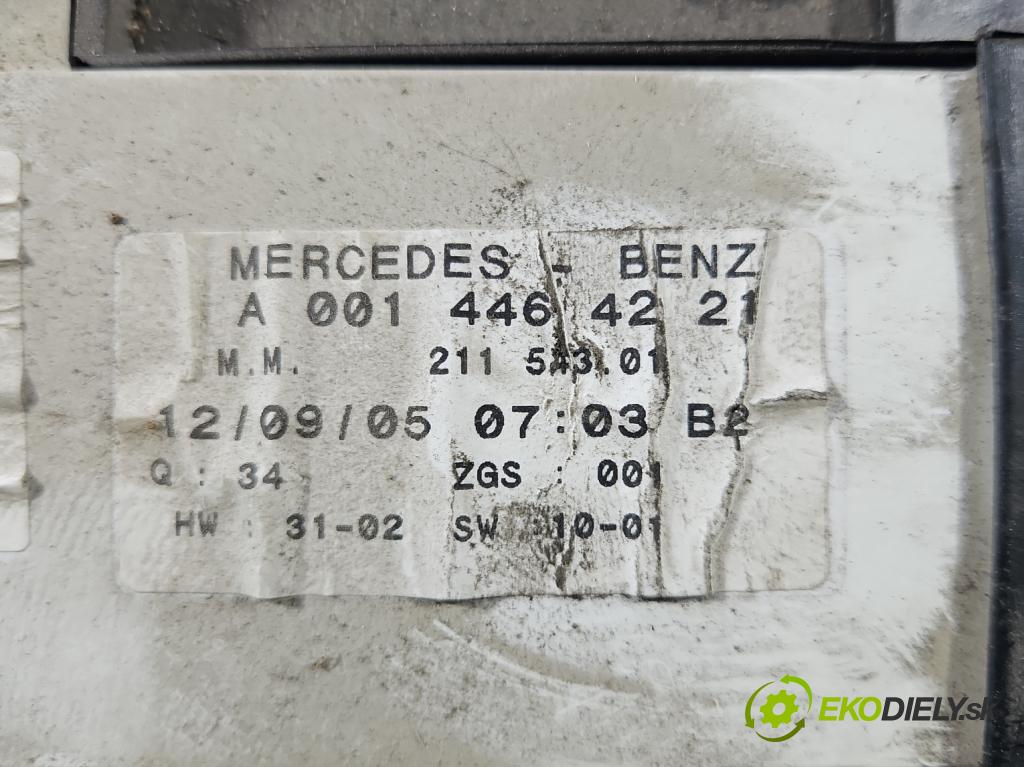 MERCEDES - BENZ
A 001 446 42 21
M.M. 211 543.01
12/09/05 07:03 B2
Q : 34 ZGS : 001
HW : 31-02 SW : 10-01
EKODIELY.sk